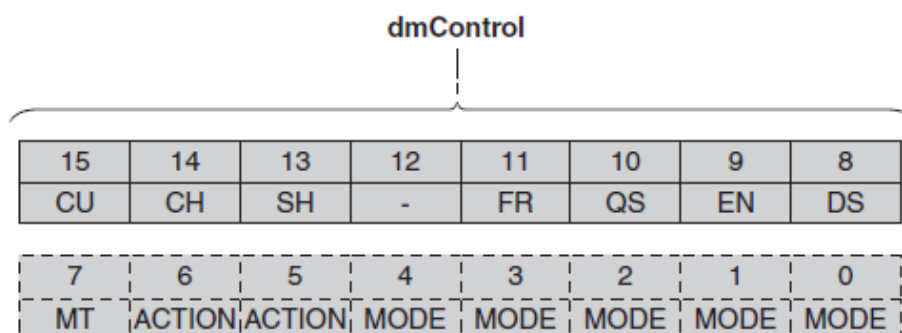 dmControl
15 14 13 12 11 10 9 8
CU CH SH - FR QS EN DS
7 6 5 4 3 2 1 0
MT ACTION ACTION MODE MODE MODE MODE MODE